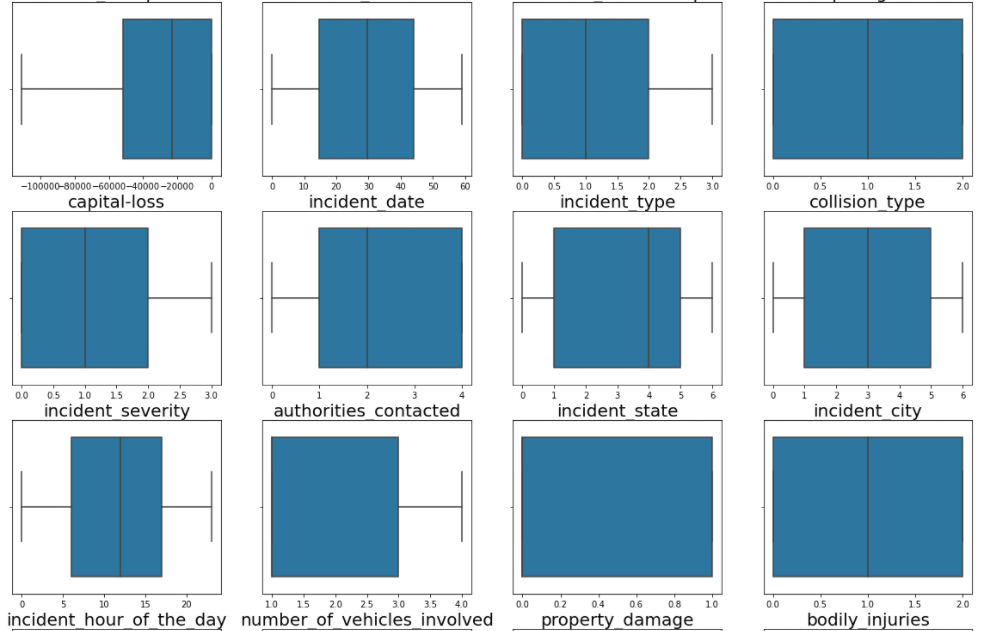 −100000−80000−60000−40000−20000 0
0 10 20 30 40 50 60
0.0 0.5 1.0 1.5 2.0 2.5 3.0
0.0 0.5 1.0 1.5 2.0
capital-loss
incident_date
incident_type
collision_type
0.0 0.5 1.0 1.5 2.0 2.5 3.0
0 1 2 3 4
0 1 2 3 4 5 6
0 1 2 3 4 5 6
incident_severity
authorities_contacted
incident_state
incident_city
0 5 10 15 20
1.0 1.5 2.0 2.5 3.0 3.5 4.0
0.0 0.2 0.4 0.6 0.8 1.0
0.0 0.5 1.0 1.5 2.0
incident_hour_of_the_day
number_of_vehicles_involved
property_damage
bodily_injuries